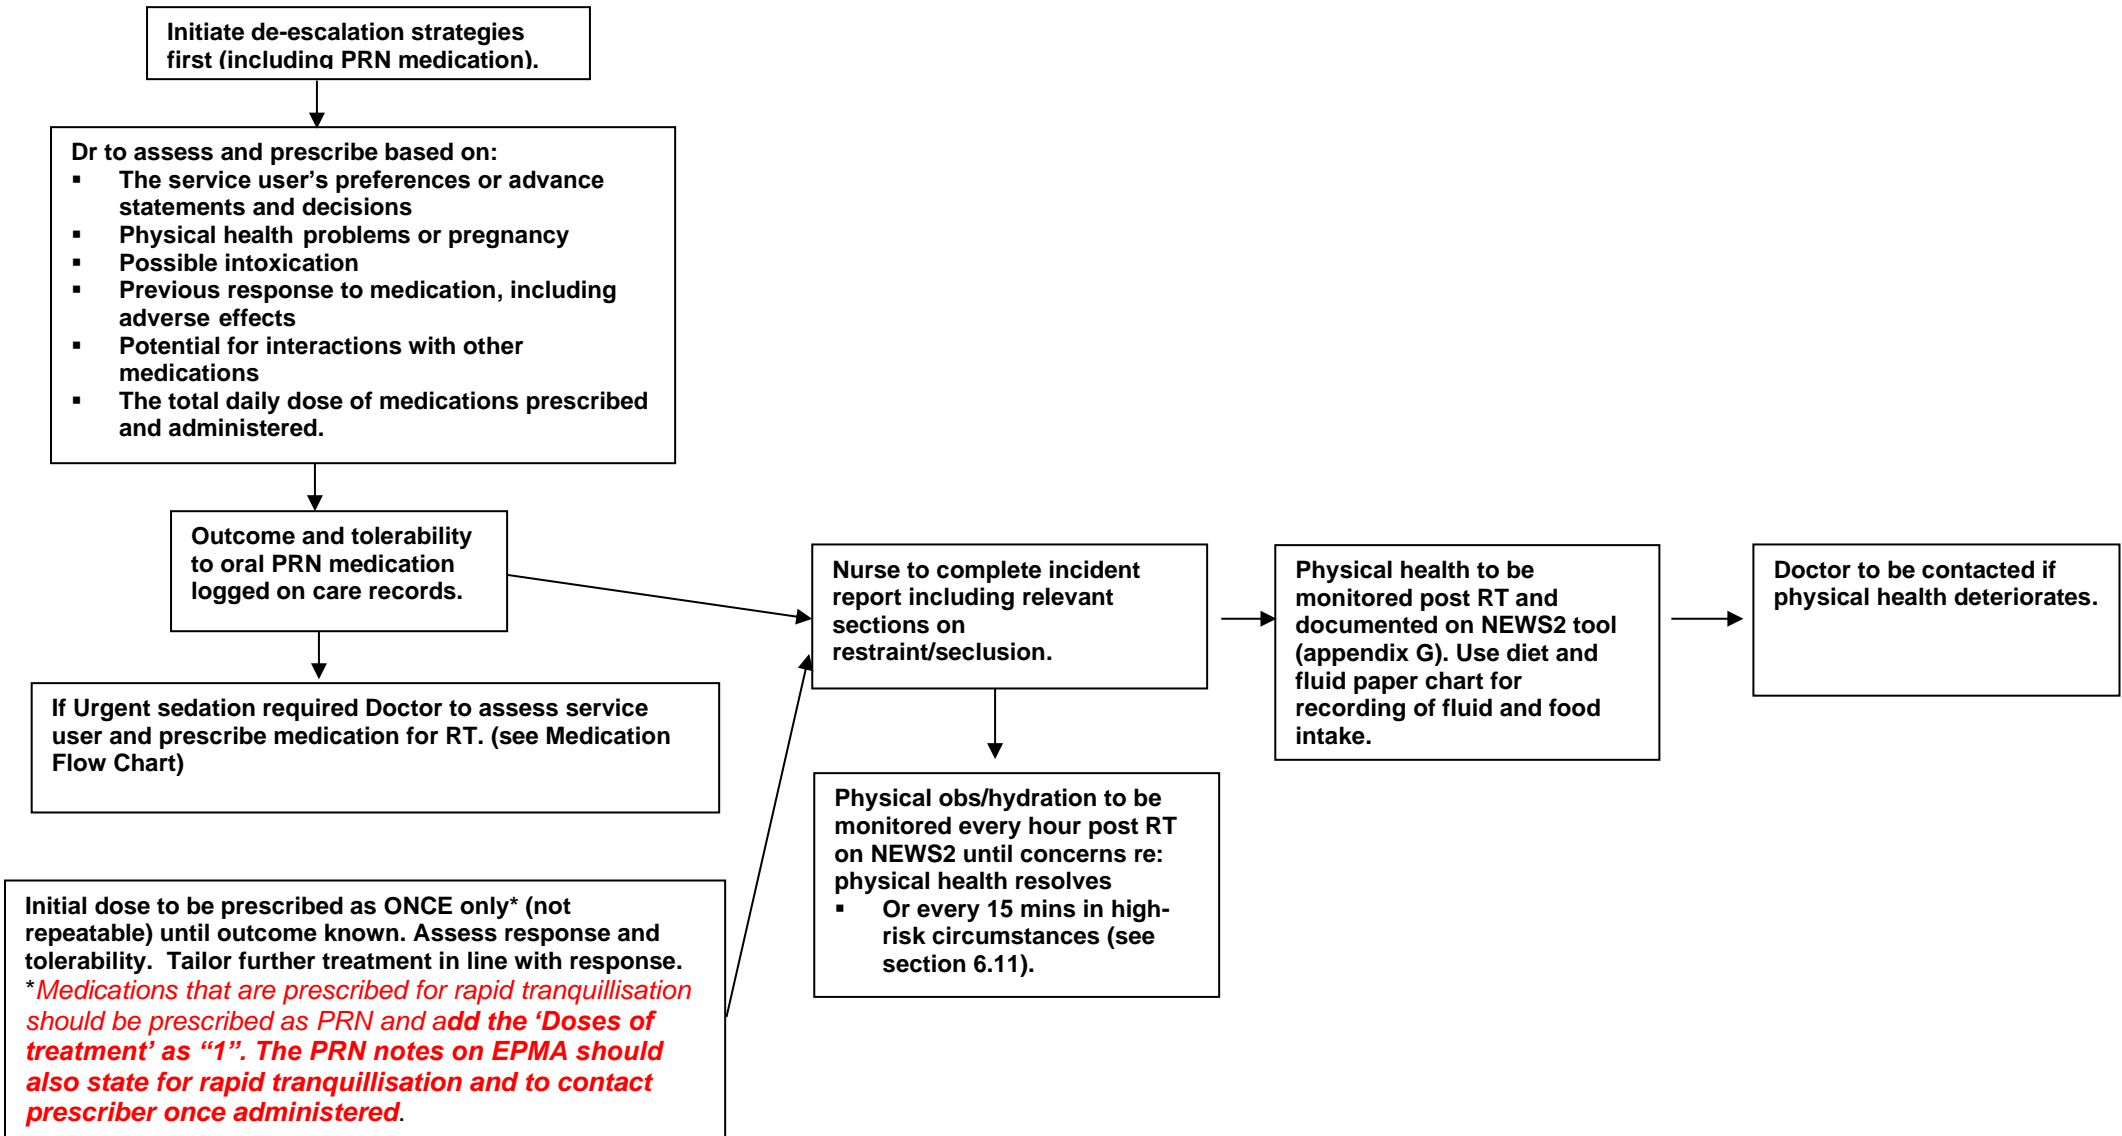 Initiate de-escalation strategies
first (including PRN medication).
Dr to assess and prescribe based on:
▪ The service user's preferences or advance
statements and decisions
▪ Physical health problems or pregnancy
▪ Possible intoxication
▪ Previous response to medication, including
adverse effects
▪ Potential for interactions with other
medications
▪ The total daily dose of medications prescribed
and administered.
Outcome and tolerability
to oral PRN medication
logged on care records.
If Urgent sedation required Doctor to assess service
user and prescribe medication for RT. (see Medication
Flow Chart)
Initial dose to be prescribed as ONCE only* (not
repeatable) until outcome known. Assess response and
tolerability.  Tailor further treatment in line with response.
*Medications that are prescribed for rapid tranquillisation
should be prescribed as PRN and add the ‘Doses of
treatment’ as “1”. The PRN notes on EPMA should
also state for rapid tranquillisation and to contact
prescriber once administered.
Nurse to complete incident
report including relevant
sections on
restraint/seclusion.
Physical obs/hydration to be
monitored every hour post RT
on NEWS2 until concerns re:
physical health resolves
▪ Or every 15 mins in high-
risk circumstances (see
section 6.11).
Physical health to be
monitored post RT and
documented on NEWS2 tool
(appendix G). Use diet and
fluid paper chart for
recording of fluid and food
intake.
Doctor to be contacted if
physical health deteriorates.